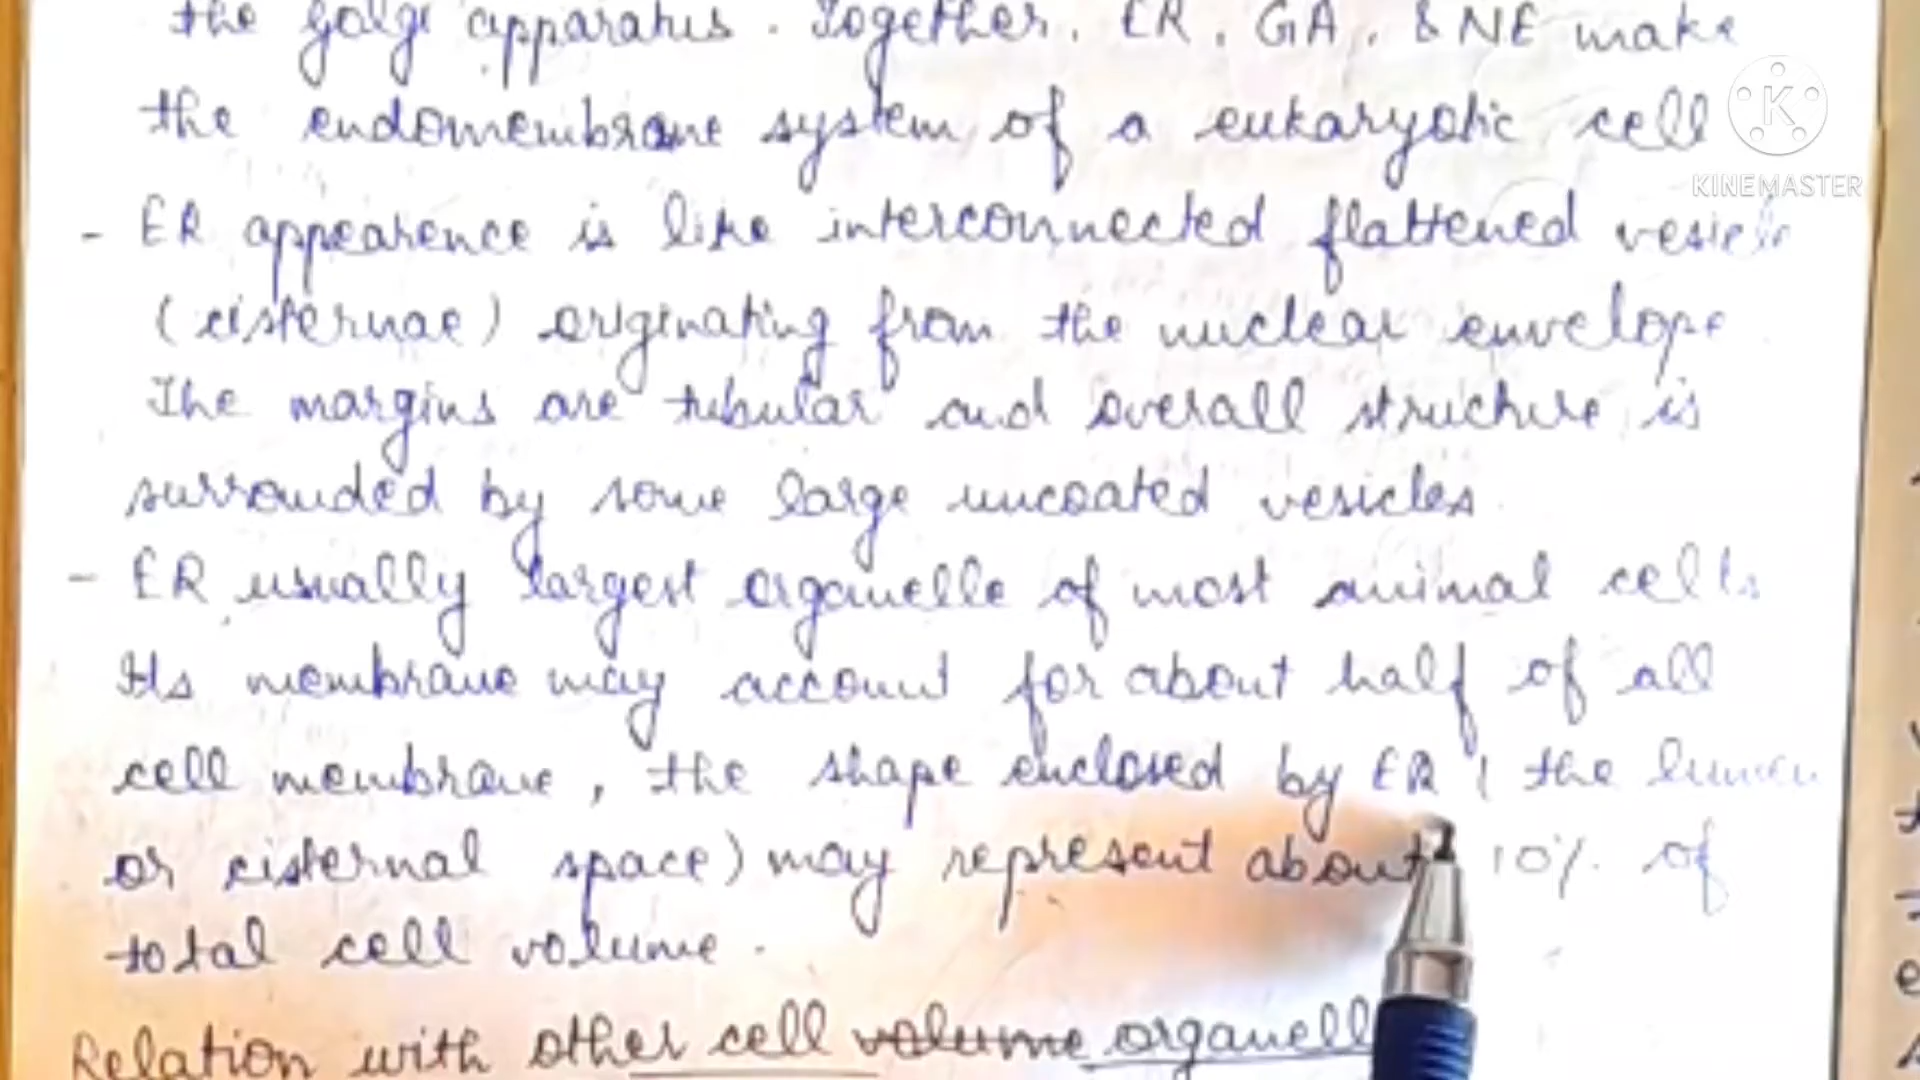 the golgi apparatus. Together, ER, GA, & NE make
the endomembrane system of a eukaryotic cell
KINEMASTER
- ER appearence is like interconnected flattened vesicle
(cisternae) originating from the nuclear envelope
The margins are tubular and overall structure is
surrounded by some large uncoated vesicles.
- ER usually largest organelle of most animal cells.
Its membrane may account for about half of all
cell membrane, the shape enclosed by ER ( the lumen
or cisternal space) may represent about 10% of
total cell volume.
Relation with other cell volume organell